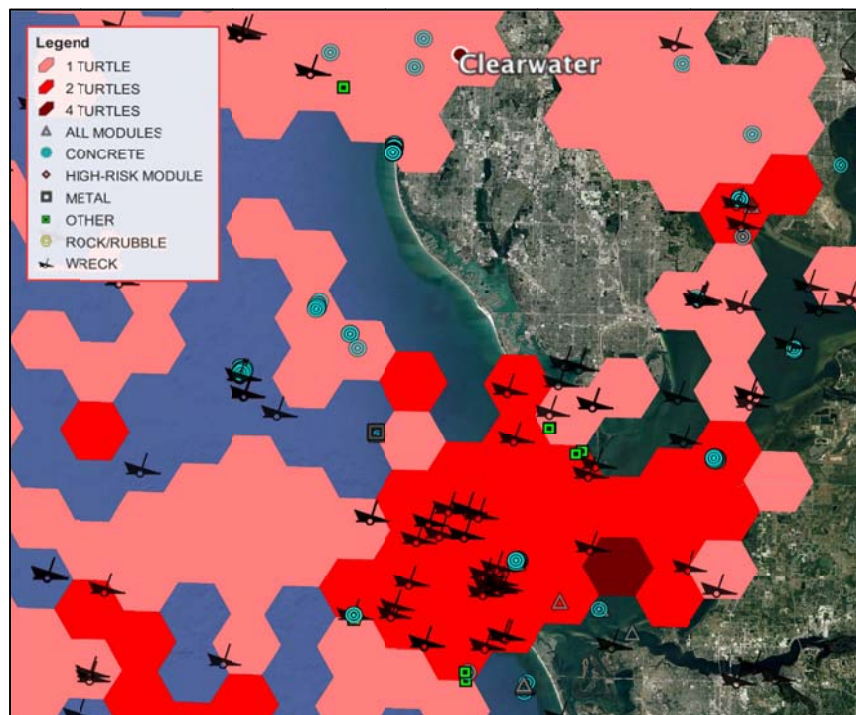 Legend
1 TURTLE
2 TURTLES
4 TURTLES
ALL MODULES
CONCRETE
HIGH-RISK MODULE
METAL
OTHER
ROCK/RUBBLE
WRECK
Clearwater